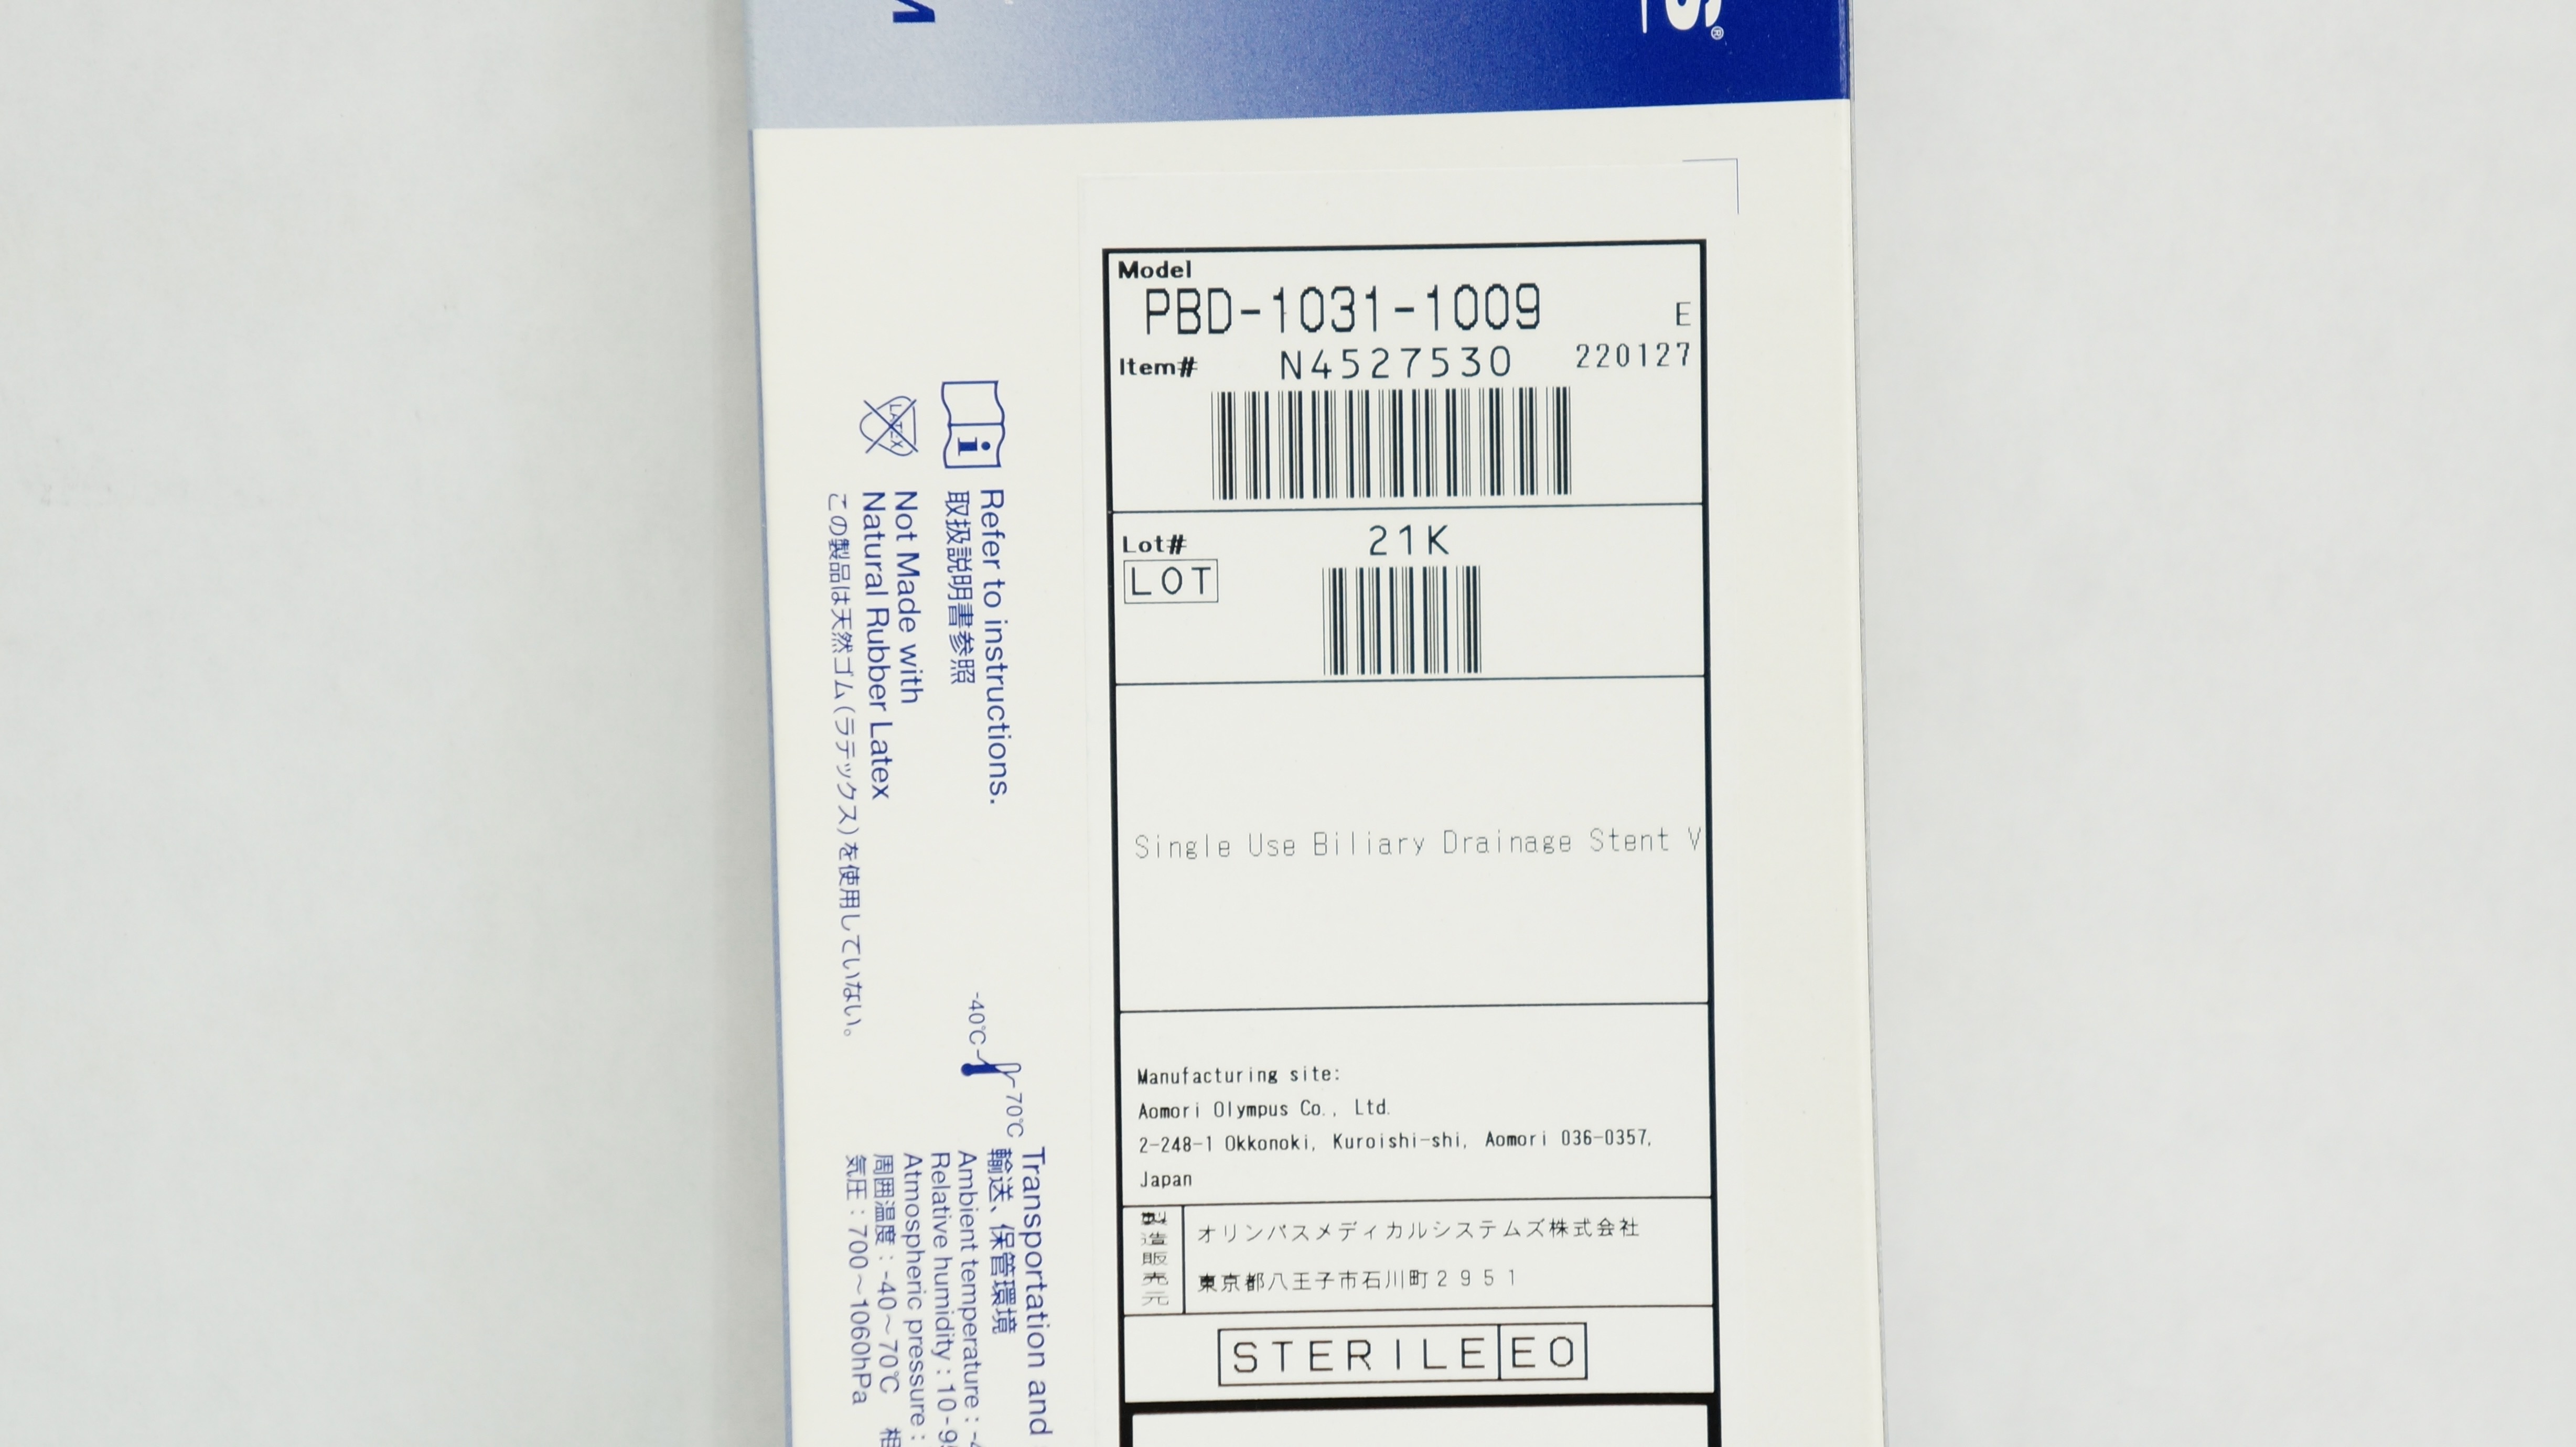 S®
Model
PBD-1031-1009
E
Item# N4527530
220127
Lot# 21K
LOT
Single Use Biliary Drainage Stent V
Manufacturing site:
Aomori Olympus Co., Ltd.
2-248-1 Okkonoki, Kuroishi-shi, Aomori 036-0357,
Japan
製造販売元
オリンパスメディカルシステムズ株式会社
東京都八王子市石川町2951
STERILE EO
Refer to instructions.
取扱説明書参照
LATEX
Not Made with
Natural Rubber Latex
この製品は天然ゴム(ラテックス)を使用していない。
-40℃
70℃
Transportation and
輸送、保管環境
Ambient temperature : -4
Relative humidity : 10-9
Atmospheric pressure :
周囲温度 : -40～70℃ 相
気圧 : 700～1060hPa